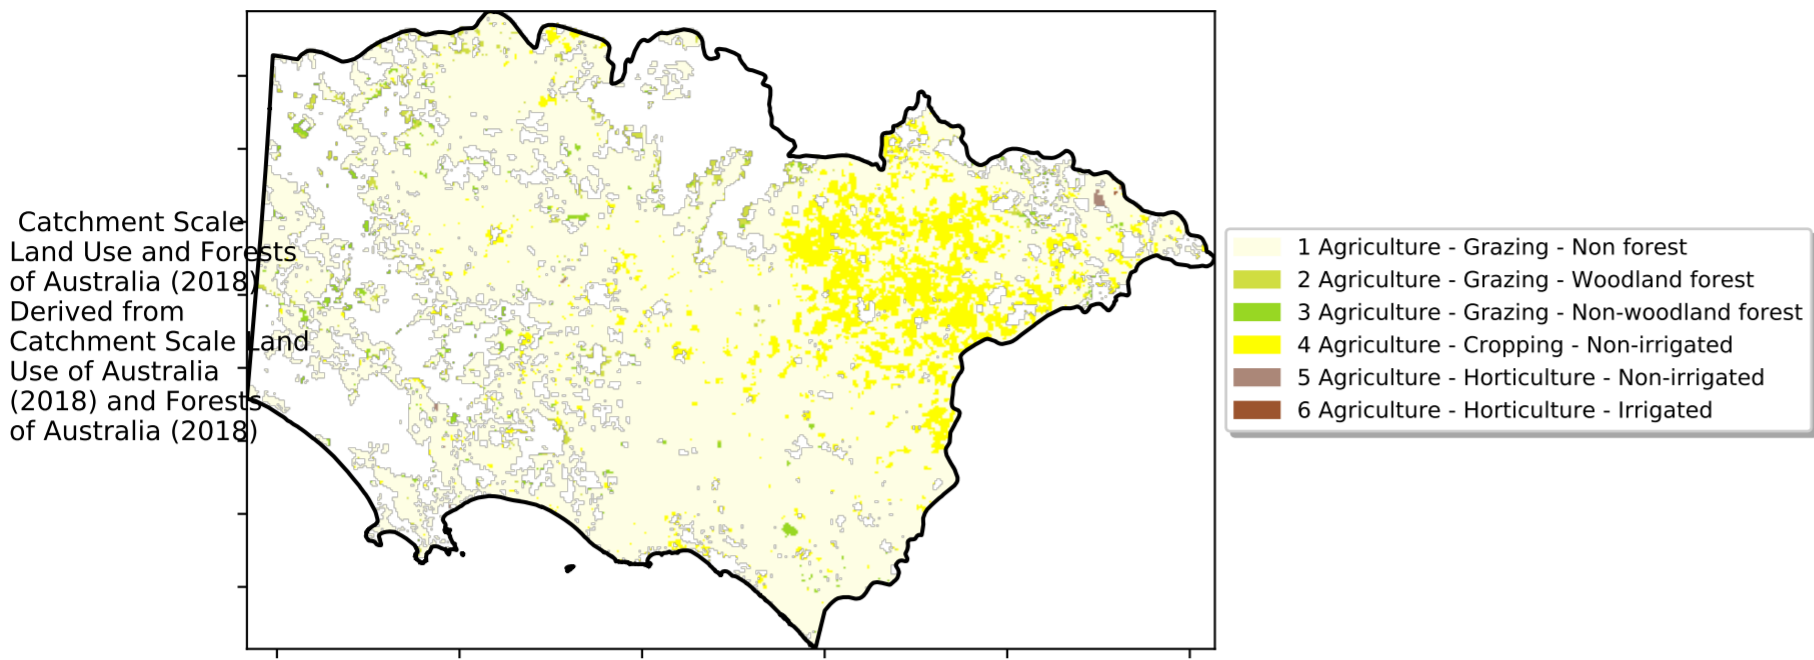 Catchment Scale
Land Use and Forests
of Australia (2018)
Derived from
Catchment Scale Land
Use of Australia
(2018) and Forests
of Australia (2018)
1 Agriculture - Grazing - Non forest
2 Agriculture - Grazing - Woodland forest
3 Agriculture - Grazing - Non-woodland forest
4 Agriculture - Cropping - Non-irrigated
5 Agriculture - Horticulture - Non-irrigated
6 Agriculture - Horticulture - Irrigated